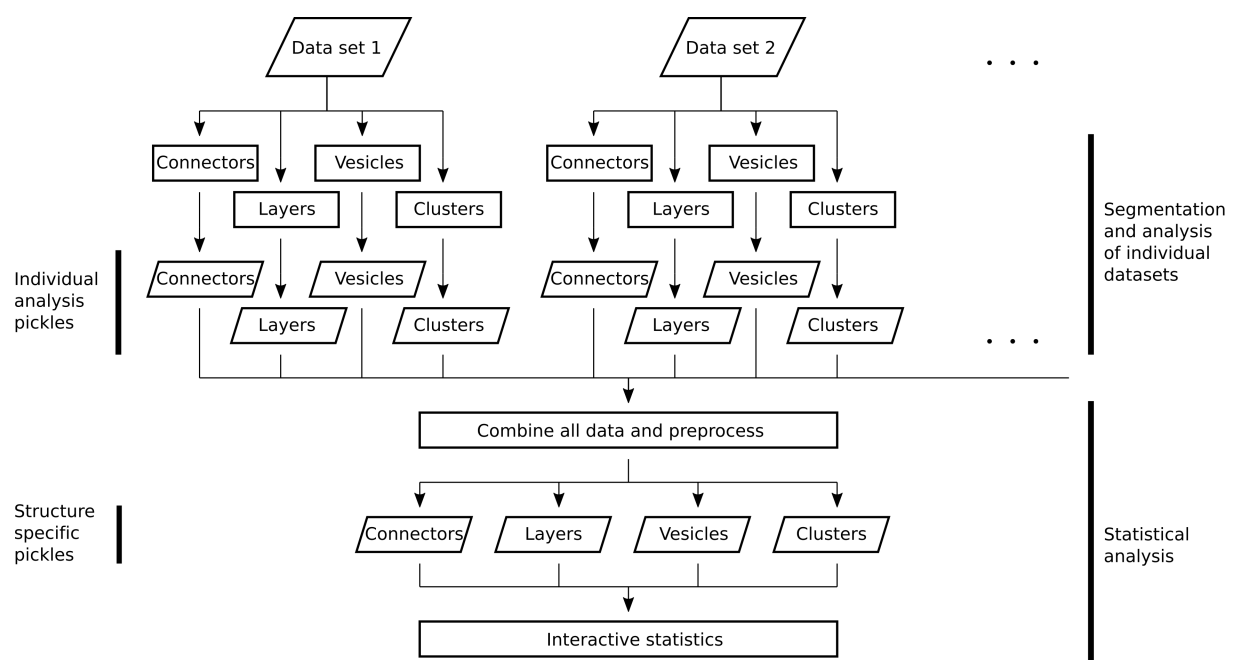 Data set 1
Data set 2
. . .
Connectors
Vesicles
Connectors
Vesicles
Layers
Clusters
Layers
Clusters
Segmentation
and analysis
of individual
datasets
Individual
analysis
pickles
Connectors
Vesicles
Connectors
Vesicles
Layers
Clusters
Layers
Clusters
. . .
Combine all data and preprocess
Structure
specific
pickles
Connectors
Layers
Vesicles
Clusters
Statistical
analysis
Interactive statistics